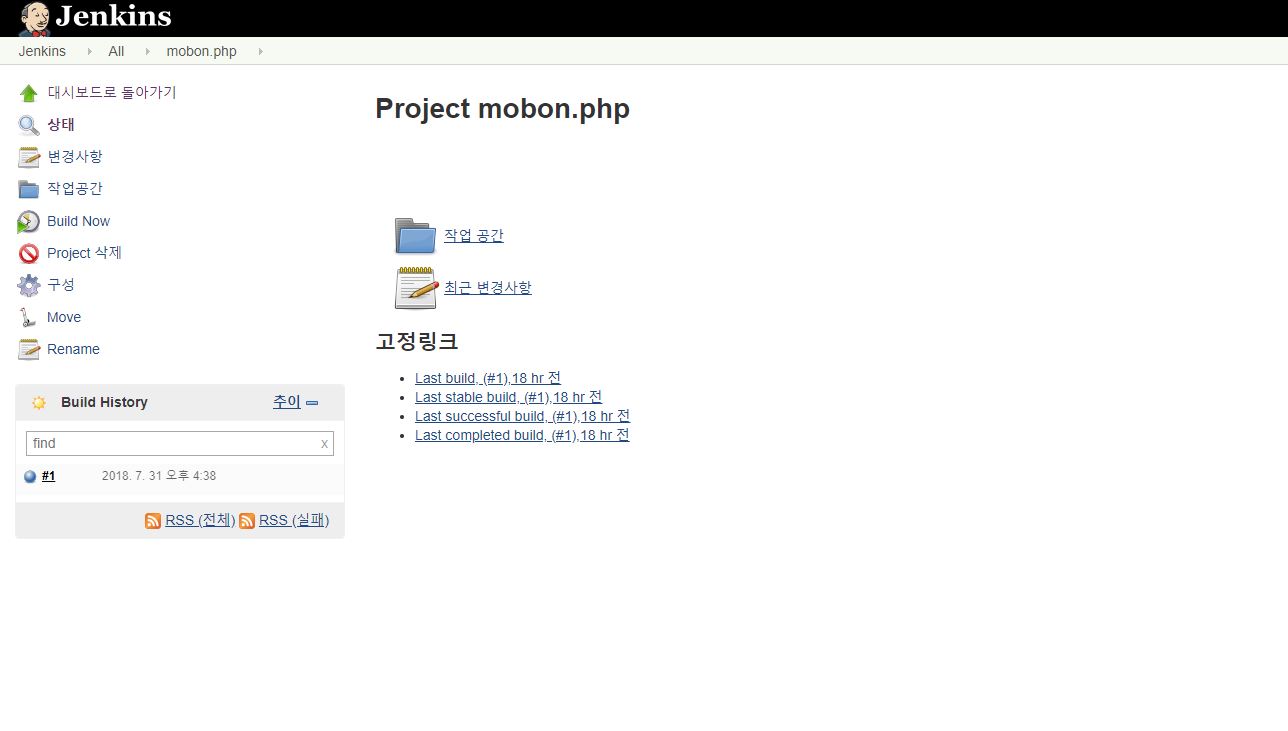 Jenkins
Jenkins All mobon.php
대시보드로 돌아가기
상태
변경사항
작업공간
Build Now
Project 삭제
구성
Move
Rename
Build History 추이
find x
#1 2018. 7. 31 오후 4:38
RSS (전체) RSS (실패)
Project mobon.php
작업 공간
최근 변경사항
고정링크
Last build, (#1),18 hr 전
Last stable build, (#1),18 hr 전
Last successful build, (#1),18 hr 전
Last completed build, (#1),18 hr 전